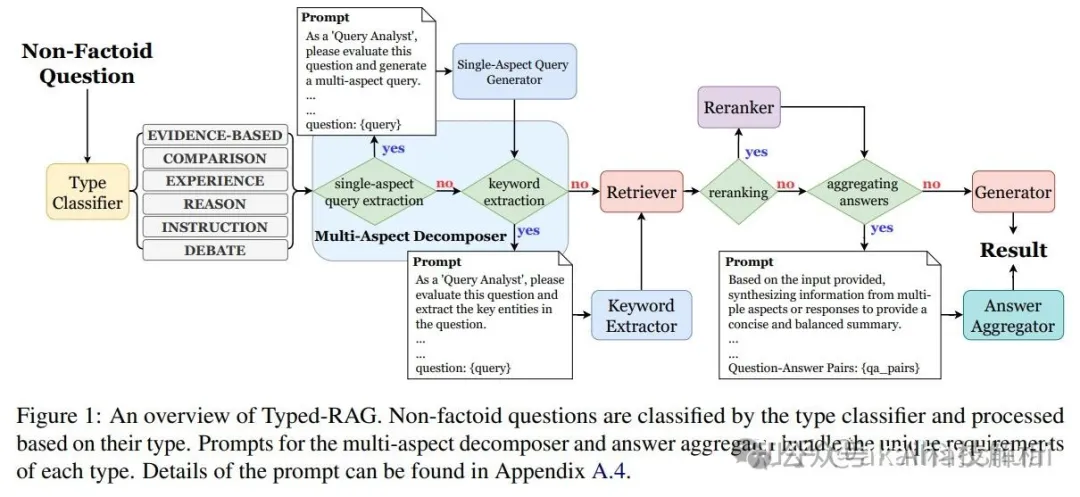 Non-Factoid
Question
Type
Classifier
EVIDENCE-BASED
COMPARISON
EXPERIENCE
REASON
INSTRUCTION
DEBATE
Prompt
As a 'Query Analyst',
please evaluate this
question and generate
a multi-aspect query.
...
...
question: {query}
Single-Aspect Query
Generator
yes
single-aspect
query extraction
no
keyword
extraction
no
Multi-Aspect Decomposer
yes
Prompt
As a 'Query Analyst', please
evaluate this question and
extract the key entities in
the question.
...
...
question: {query}
Keyword
Extractor
Retriever
Reranker
yes
reranking
no
aggregating
answers
no
yes
Generator
Result
Prompt
Based on the input provided,
synthesizing information from multi-
ple aspects or responses to provide a
concise and balanced summary.
...
...
Question-Answer Pairs: {qa_pairs}
Answer
Aggregator
Figure 1: An overview of Typed-RAG. Non-factoid questions are classified by the type classifier and processed
based on their type. Prompts for the multi-aspect decomposer and answer aggregator handle the unique requirements
of each type. Details of the prompt can be found in Appendix A.4.